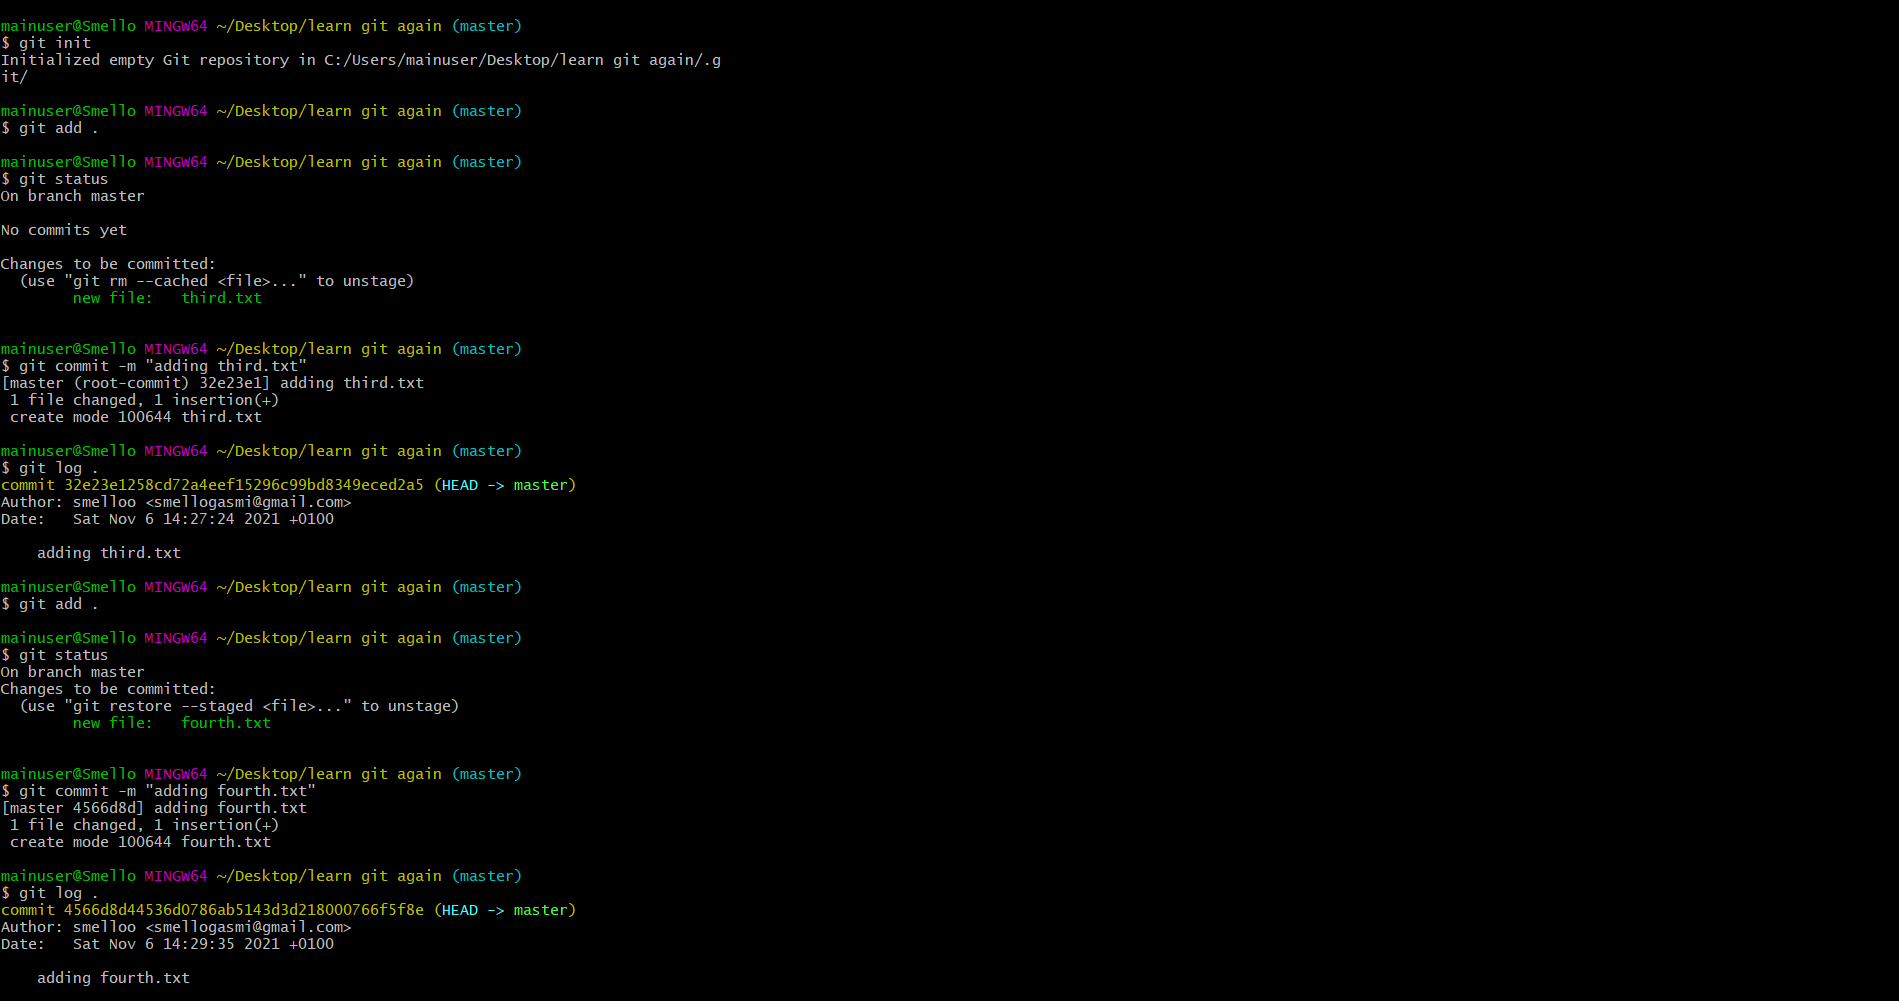 mainuser@Smello MINGW64 ~/Desktop/learn git again (master)
$ git init
Initialized empty Git repository in C:/Users/mainuser/Desktop/learn git again/.g
it/
mainuser@Smello MINGW64 ~/Desktop/learn git again (master)
$ git add .
mainuser@Smello MINGW64 ~/Desktop/learn git again (master)
$ git status
On branch master
No commits yet
Changes to be committed:
  (use "git rm --cached <file>..." to unstage)
        new file:   third.txt
mainuser@Smello MINGW64 ~/Desktop/learn git again (master)
$ git commit -m "adding third.txt"
[master (root-commit) 32e23e1] adding third.txt
 1 file changed, 1 insertion(+)
 create mode 100644 third.txt
mainuser@Smello MINGW64 ~/Desktop/learn git again (master)
$ git log .
commit 32e23e1258cd72a4eef15296c99bd8349eced2a5 (HEAD -> master)
Author: smelloo <smellogasmi@gmail.com>
Date:   Sat Nov 6 14:27:24 2021 +0100
    adding third.txt
mainuser@Smello MINGW64 ~/Desktop/learn git again (master)
$ git add .
mainuser@Smello MINGW64 ~/Desktop/learn git again (master)
$ git status
On branch master
Changes to be committed:
  (use "git restore --staged <file>..." to unstage)
        new file:   fourth.txt
mainuser@Smello MINGW64 ~/Desktop/learn git again (master)
$ git commit -m "adding fourth.txt"
[master 4566d8d] adding fourth.txt
 1 file changed, 1 insertion(+)
 create mode 100644 fourth.txt
mainuser@Smello MINGW64 ~/Desktop/learn git again (master)
$ git log .
commit 4566d8d44536d0786ab5143d3d218000766f5f8e (HEAD -> master)
Author: smelloo <smellogasmi@gmail.com>
Date:   Sat Nov 6 14:29:35 2021 +0100
    adding fourth.txt